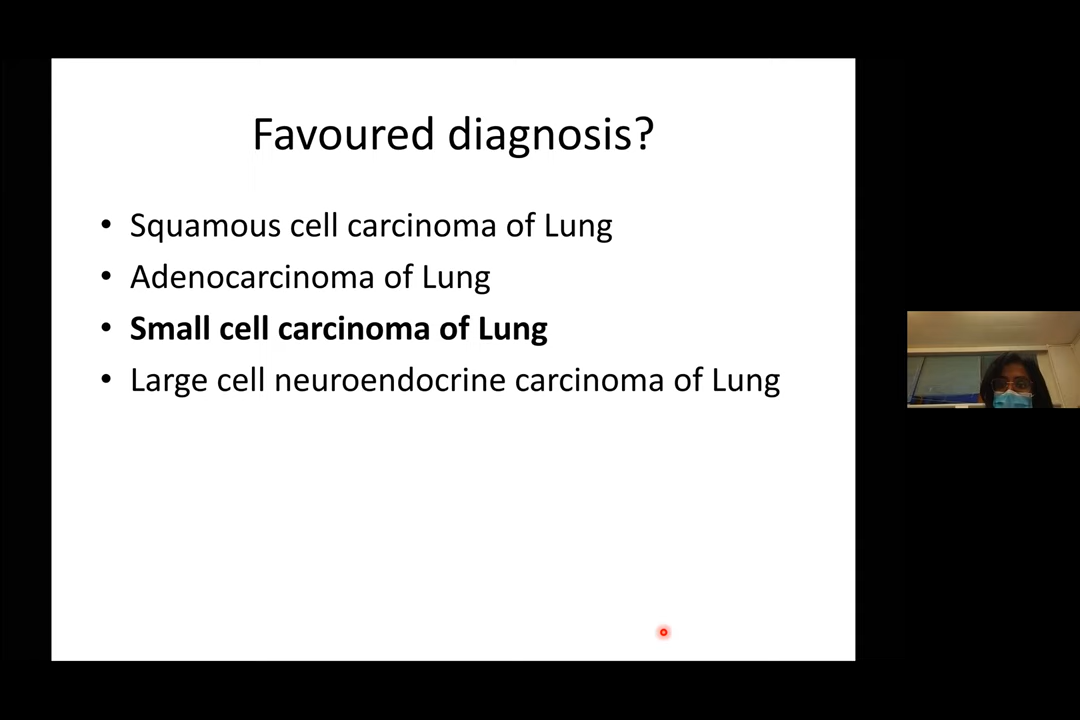 Favoured diagnosis?
• Squamous cell carcinoma of Lung
• Adenocarcinoma of Lung
• Small cell carcinoma of Lung
• Large cell neuroendocrine carcinoma of Lung